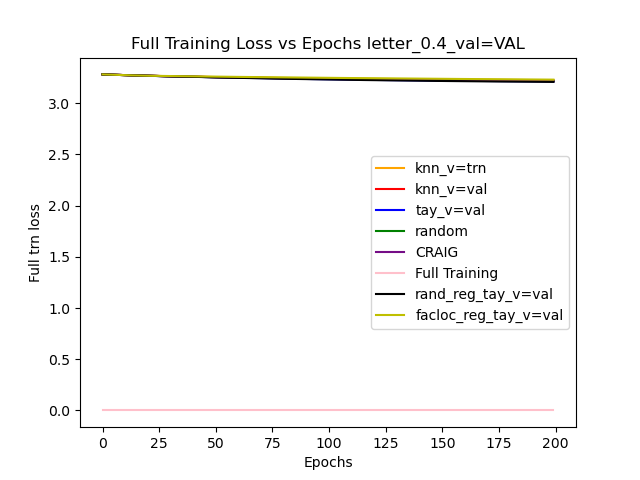 Full Training Loss vs Epochs letter_0.4_val=VAL
Full trn loss
3.0
2.5
2.0
1.5
1.0
0.5
0.0
knn_v=trn
knn_v=val
tay_v=val
random
CRAIG
Full Training
rand_reg_tay_v=val
facloc_reg_tay_v=val
0 25 50 75 100 125 150 175 200
Epochs